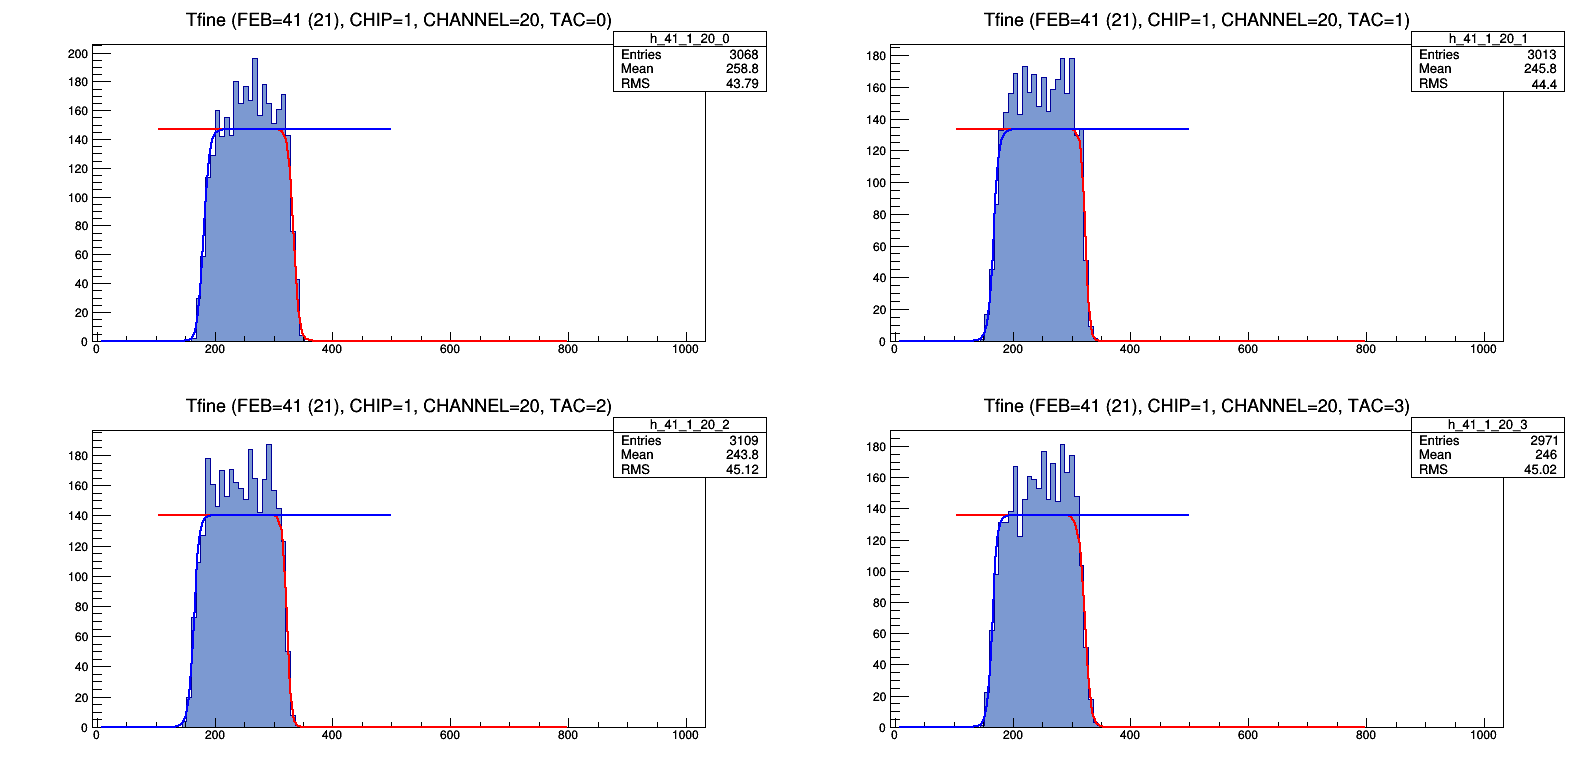 Tfine (FEB=41 (21), CHIP=1, CHANNEL=20, TAC=0)
h_41_1_20_0
Entries 3068
Mean 258.8
RMS 43.79
200
180
160
140
120
100
80
60
40
20
0
0 200 400 600 800 1000
Tfine (FEB=41 (21), CHIP=1, CHANNEL=20, TAC=1)
h_41_1_20_1
Entries 3013
Mean 245.8
RMS 44.4
180
160
140
120
100
80
60
40
20
0
0 200 400 600 800 1000
Tfine (FEB=41 (21), CHIP=1, CHANNEL=20, TAC=2)
h_41_1_20_2
Entries 3109
Mean 243.8
RMS 45.12
180
160
140
120
100
80
60
40
20
0
0 200 400 600 800 1000
Tfine (FEB=41 (21), CHIP=1, CHANNEL=20, TAC=3)
h_41_1_20_3
Entries 2971
Mean 246
RMS 45.02
180
160
140
120
100
80
60
40
20
0
0 200 400 600 800 1000